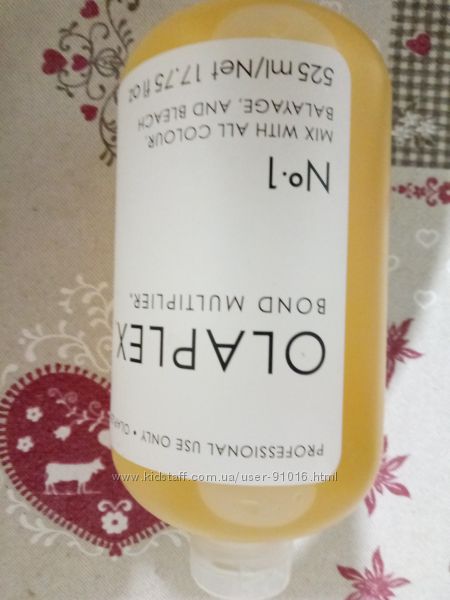 PROFESSIONAL USE ONLY •
OLAPLEX
BOND MULTIPLIER.
Nº.1
MIX WITH ALL COLOUR,
BALAYAGE, AND BLEACH
525 ml/Net 17.75 fl oz
www.kidstaff.com.ua/user-91016.html